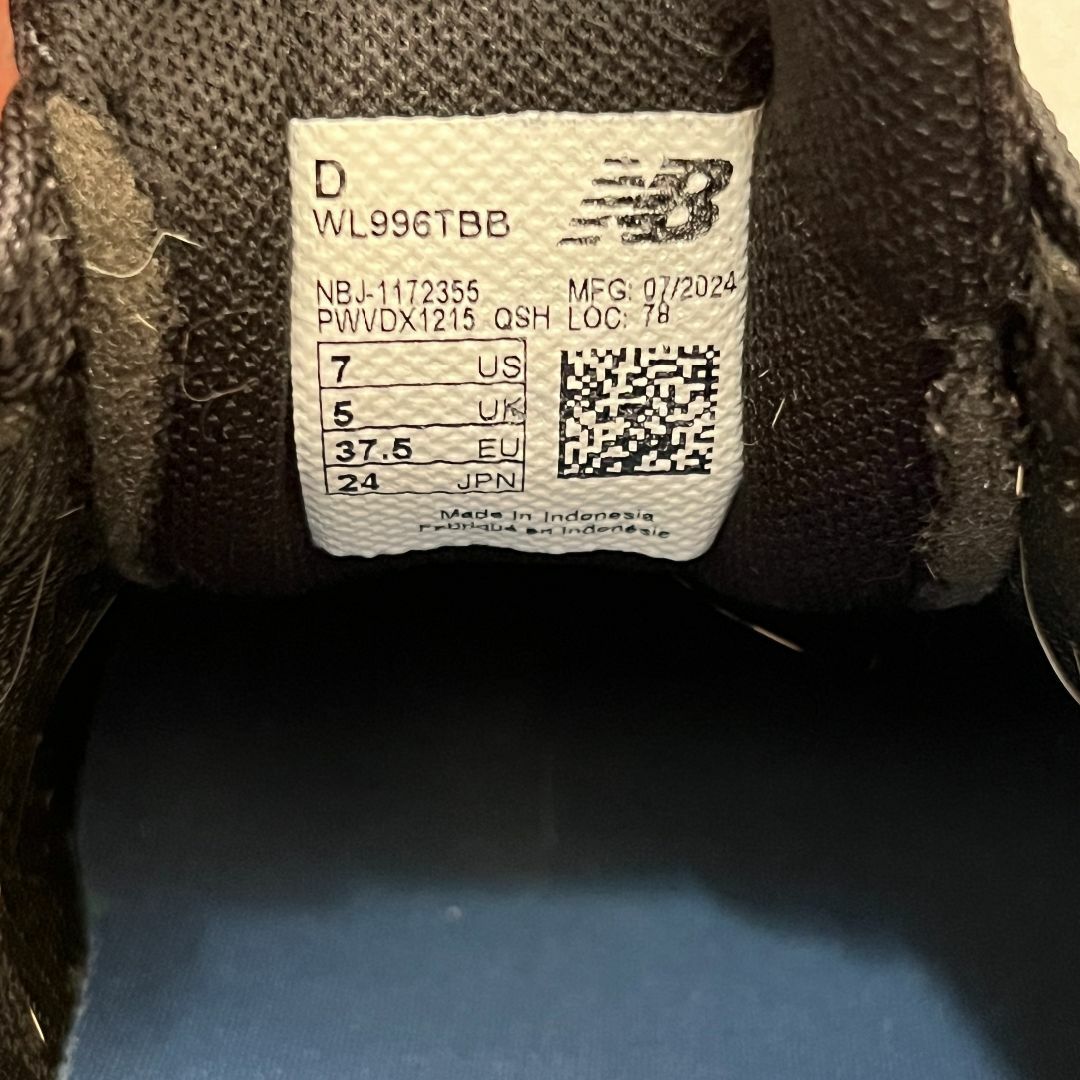 D
WL996TBB
NB
NBJ-1172355 MFG: 07/2024
PWVDX1215 QSH LOC: 78
7 US
5 UK
37.5 EU
24 JPN
Made in Indonesia
Fabriqué en Indonésie